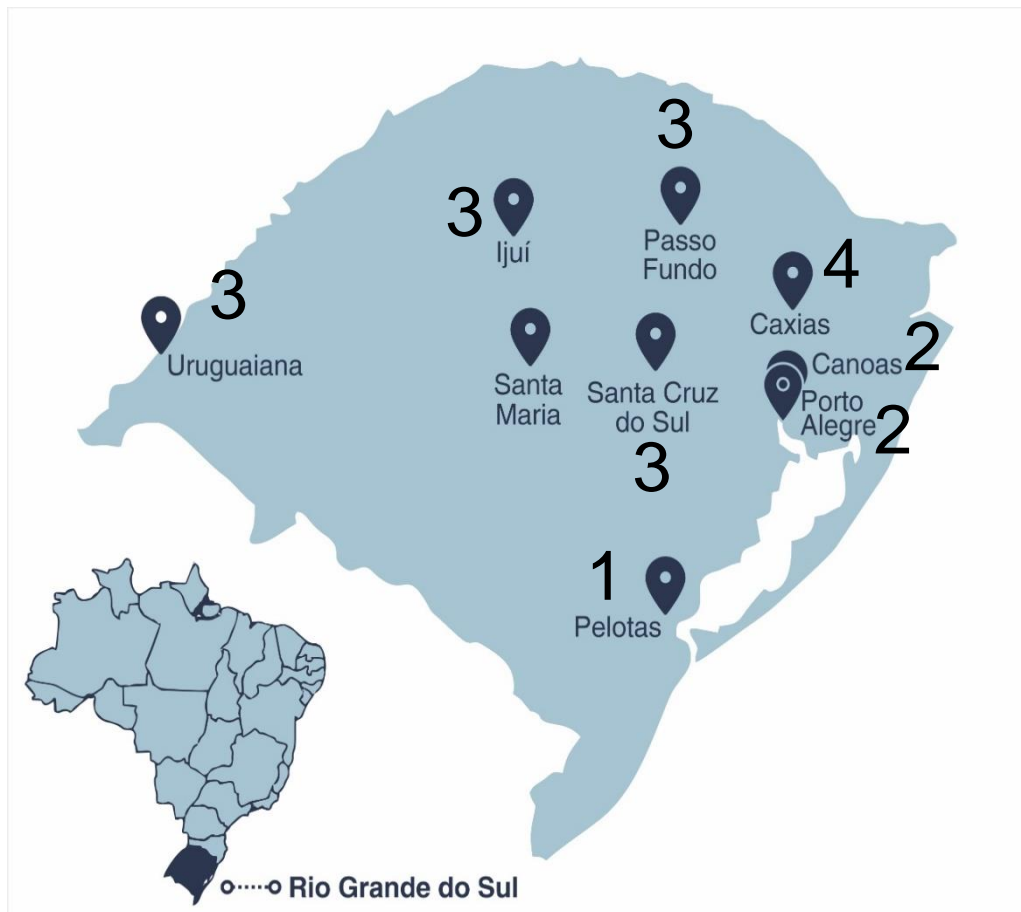 3
3
Ijuí
Passo
Fundo
4
3
Caxias
Uruguaiana
2
Canoas
Santa
Maria
Santa Cruz
do Sul
Porto
Alegre
2
3
1
Pelotas
Rio Grande do Sul